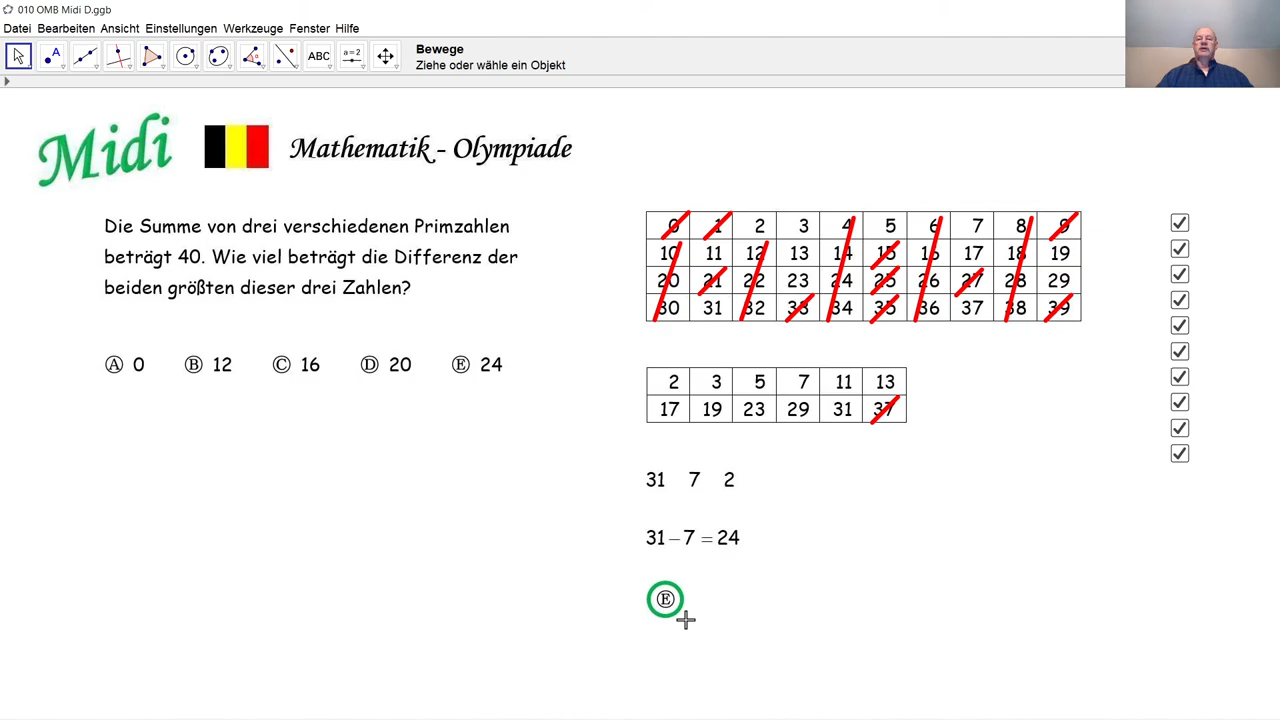 010 OMB Midi D.ggb
Datei Bearbeiten Ansicht Einstellungen Werkzeuge Fenster Hilfe
A ABC a=2 Bewege
Ziehe oder wähle ein Objekt
Midi Mathematik - Olympiade
Die Summe von drei verschiedenen Primzahlen
beträgt 40. Wie viel beträgt die Differenz der
beiden größten dieser drei Zahlen?
Ⓐ 0 Ⓑ 12 Ⓒ 16 Ⓓ 20 Ⓔ 24
0 1 2 3 4 5 6 7 8 9
10 11 12 13 14 15 16 17 18 19
20 21 22 23 24 25 26 27 28 29
30 31 32 33 34 35 36 37 38 39
2 3 5 7 11 13
17 19 23 29 31 37
31 7 2
31 – 7 = 24
Ⓔ